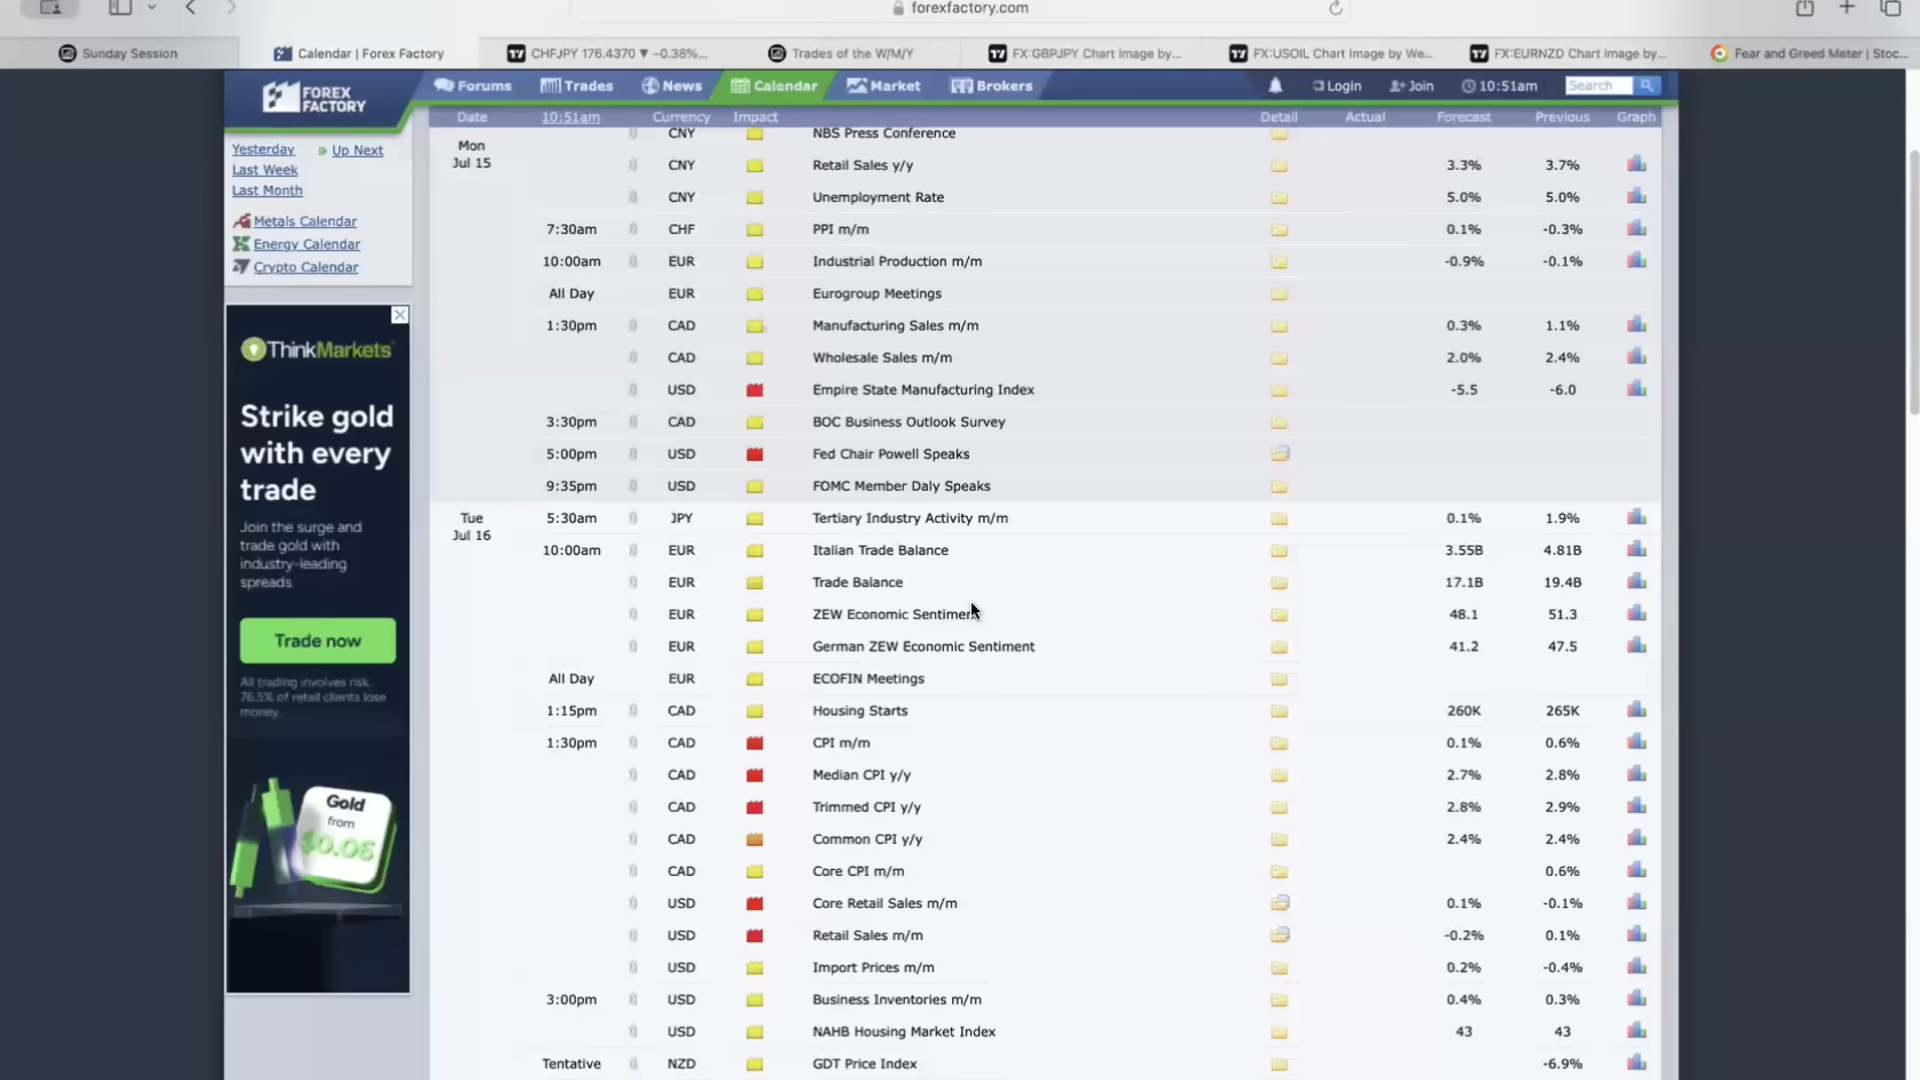 forexfactory.com
Sunday Session
Calendar | Forex Factory
CHFJPY 176.4370 ▼ −0.38%...
Trades of the W/M/Y
FX:GBPJPY Chart Image by...
FX:USOIL Chart Image by We...
FX:EURNZD Chart Image by...
Fear and Greed Meter | Stoc...
FOREX FACTORY
Forums Trades News Calendar Market Brokers Login Join 10:51am Search
Date 10:51am Currency Impact Detail Actual Forecast Previous Graph
Yesterday Up Next
Last Week
Last Month
Metals Calendar
Energy Calendar
Crypto Calendar
ThinkMarkets
Strike gold
with every
trade
Join the surge and
trade gold with
industry-leading
spreads
Trade now
All trading involves risk.
76.5% of retail clients lose
money.
Gold
from
$0.06
CNY NBS Press Conference
Mon
Jul 15
CNY Retail Sales y/y 3.3% 3.7%
CNY Unemployment Rate 5.0% 5.0%
7:30am CHF PPI m/m 0.1% -0.3%
10:00am EUR Industrial Production m/m -0.9% -0.1%
All Day EUR Eurogroup Meetings
1:30pm CAD Manufacturing Sales m/m 0.3% 1.1%
CAD Wholesale Sales m/m 2.0% 2.4%
USD Empire State Manufacturing Index -5.5 -6.0
3:30pm CAD BOC Business Outlook Survey
5:00pm USD Fed Chair Powell Speaks
9:35pm USD FOMC Member Daly Speaks
Tue
Jul 16
5:30am JPY Tertiary Industry Activity m/m 0.1% 1.9%
10:00am EUR Italian Trade Balance 3.55B 4.81B
EUR Trade Balance 17.1B 19.4B
EUR ZEW Economic Sentiment 48.1 51.3
EUR German ZEW Economic Sentiment 41.2 47.5
All Day EUR ECOFIN Meetings
1:15pm CAD Housing Starts 260K 265K
1:30pm CAD CPI m/m 0.1% 0.6%
CAD Median CPI y/y 2.7% 2.8%
CAD Trimmed CPI y/y 2.8% 2.9%
CAD Common CPI y/y 2.4% 2.4%
CAD Core CPI m/m 0.6%
USD Core Retail Sales m/m 0.1% -0.1%
USD Retail Sales m/m -0.2% 0.1%
USD Import Prices m/m 0.2% -0.4%
3:00pm USD Business Inventories m/m 0.4% 0.3%
USD NAHB Housing Market Index 43 43
Tentative NZD GDT Price Index -6.9%